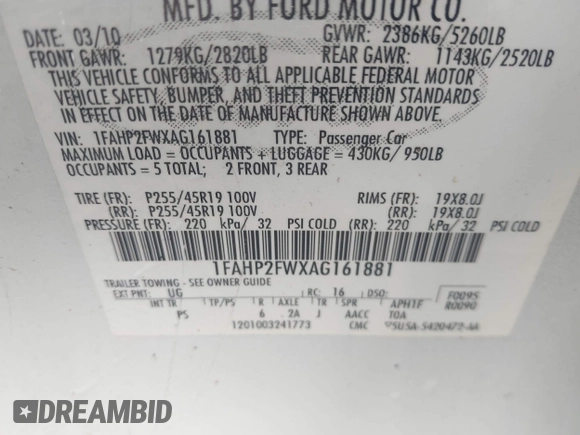 MFD. BY FORD MOTOR CO.
DATE: 03/10 GVWR: 2386KG/5260LB
FRONT GAWR: 1279KG/2820LB REAR GAWR: 1143KG/2520LB
THIS VEHICLE CONFORMS TO ALL APPLICABLE FEDERAL MOTOR
VEHICLE SAFETY, BUMPER, AND THEFT PREVENTION STANDARDS
IN EFFECT ON THE DATE OF MANUFACTURE SHOWN ABOVE.
VIN: 1FAHP2FWXAG161881 TYPE: Passenger Car
MAXIMUM LOAD = OCCUPANTS + LUGGAGE = 430KG/ 950LB
OCCUPANTS = 5 TOTAL; 2 FRONT, 3 REAR
TIRE (FR): P255/45R19 100V RIMS (FR): 19X8.0J
(RR): P255/45R19 100V (RR): 19X8.0J
PRESSURE (FR): 220 kPa/ 32 PSI COLD (RR): 220 kPa/ 32 PSI COLD
1FAHP2FWXAG161881
TRAILER TOWING - SEE OWNER GUIDE
EXT PNT: UG RC: 16 DSO: F0095
INT TR TP/PS R AXLE TR SPR APHTF R0090
PS 6 2A J AACC TOA
1201003241773 CMC 5U5A-5420472-AA
DREAMBID